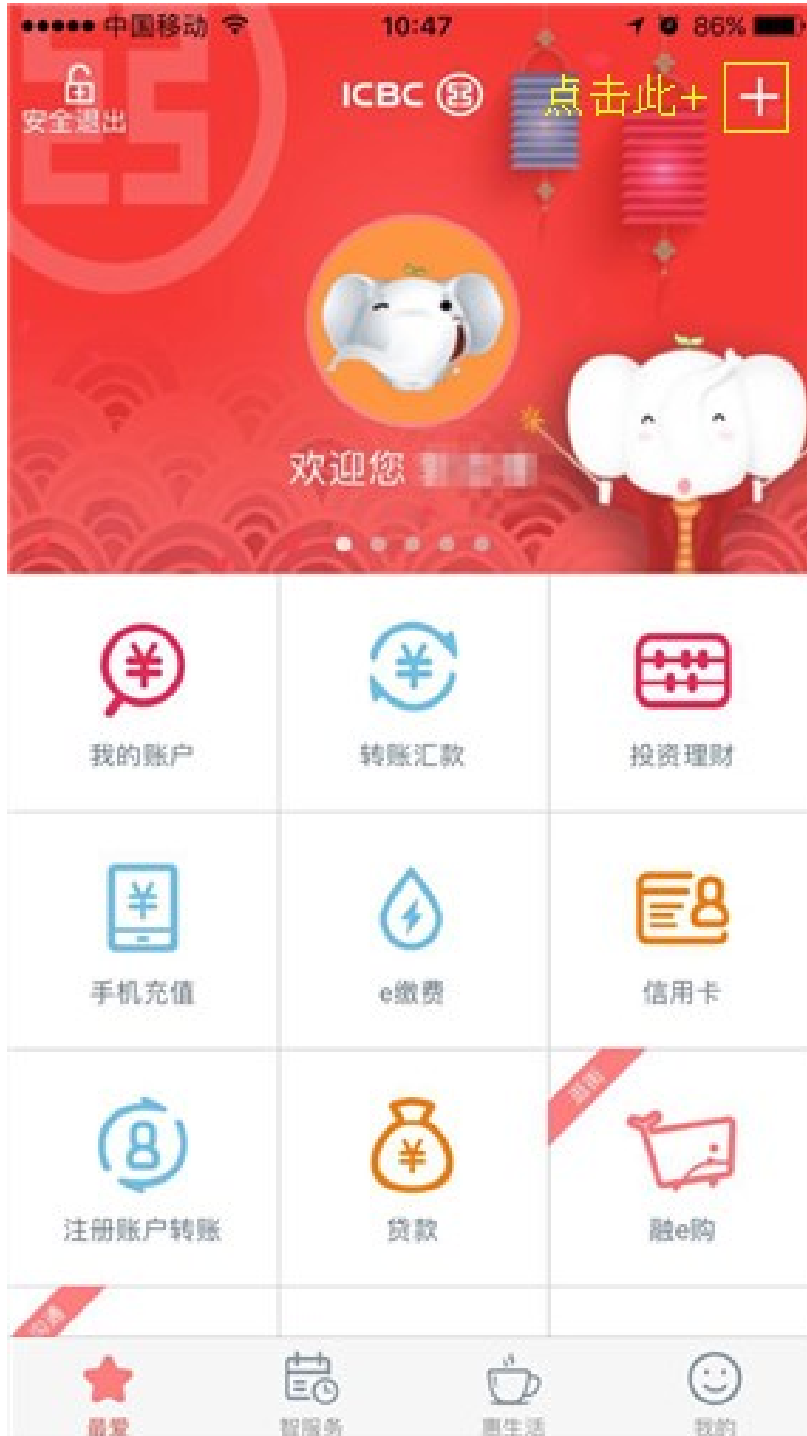 中国移动 10:47 86%
安全退出
ICBC
点击此+
欢迎您
我的账户 转账汇款 投资理财
手机充值 e缴费 信用卡
注册账户转账 贷款 融e购
最爱 智服务 惠生活 我的